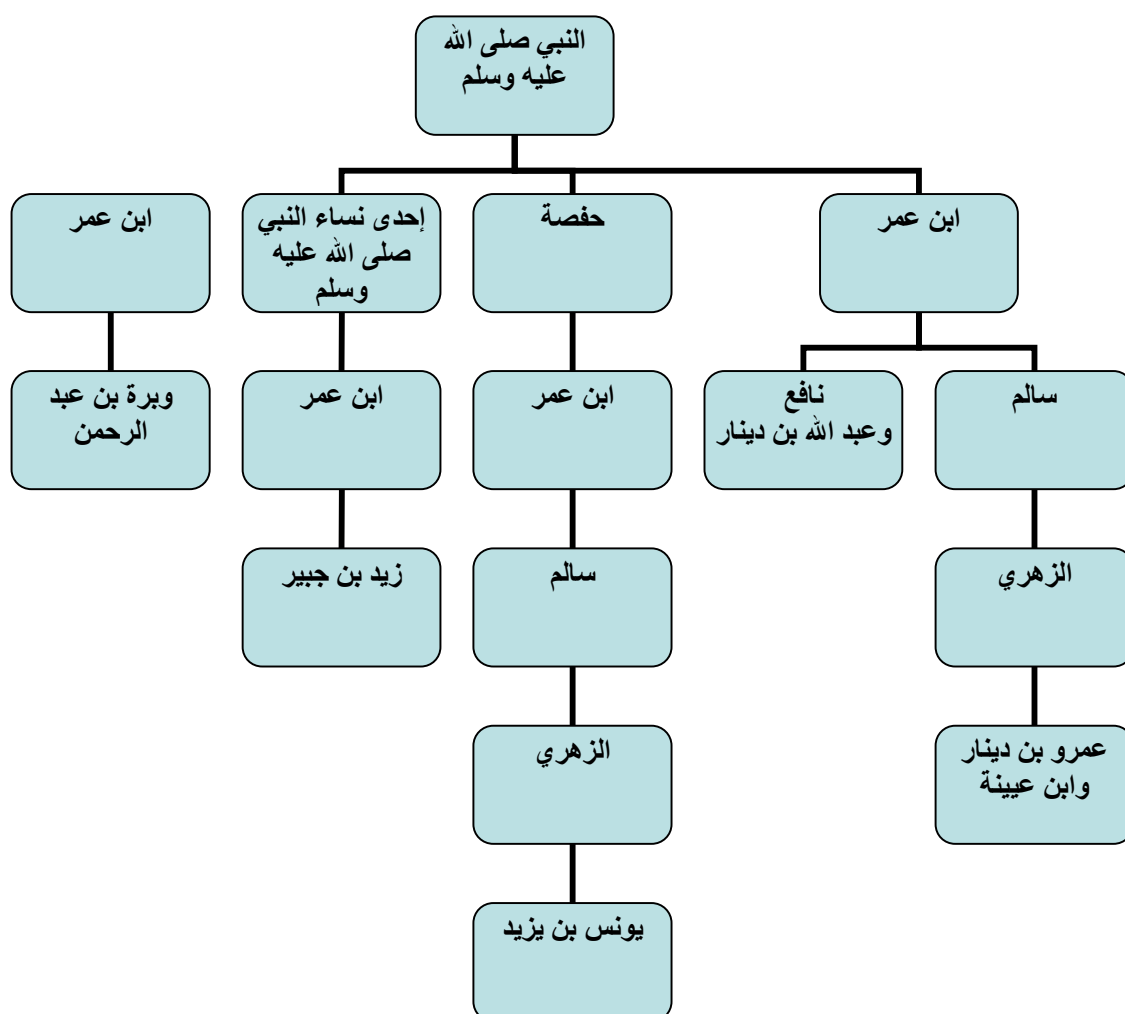 النبي صلى الله
عليه وسلم
ابن عمر
حفصة
إحدى نساء النبي
صلى الله عليه
وسلم
ابن عمر
سالم
نافع
وعبد الله بن دينار
ابن عمر
ابن عمر
وبرة بن عبد
الرحمن
الزهري
سالم
زيد بن جبير
عمرو بن دينار
وابن عيينة
الزهري
يونس بن يزيد